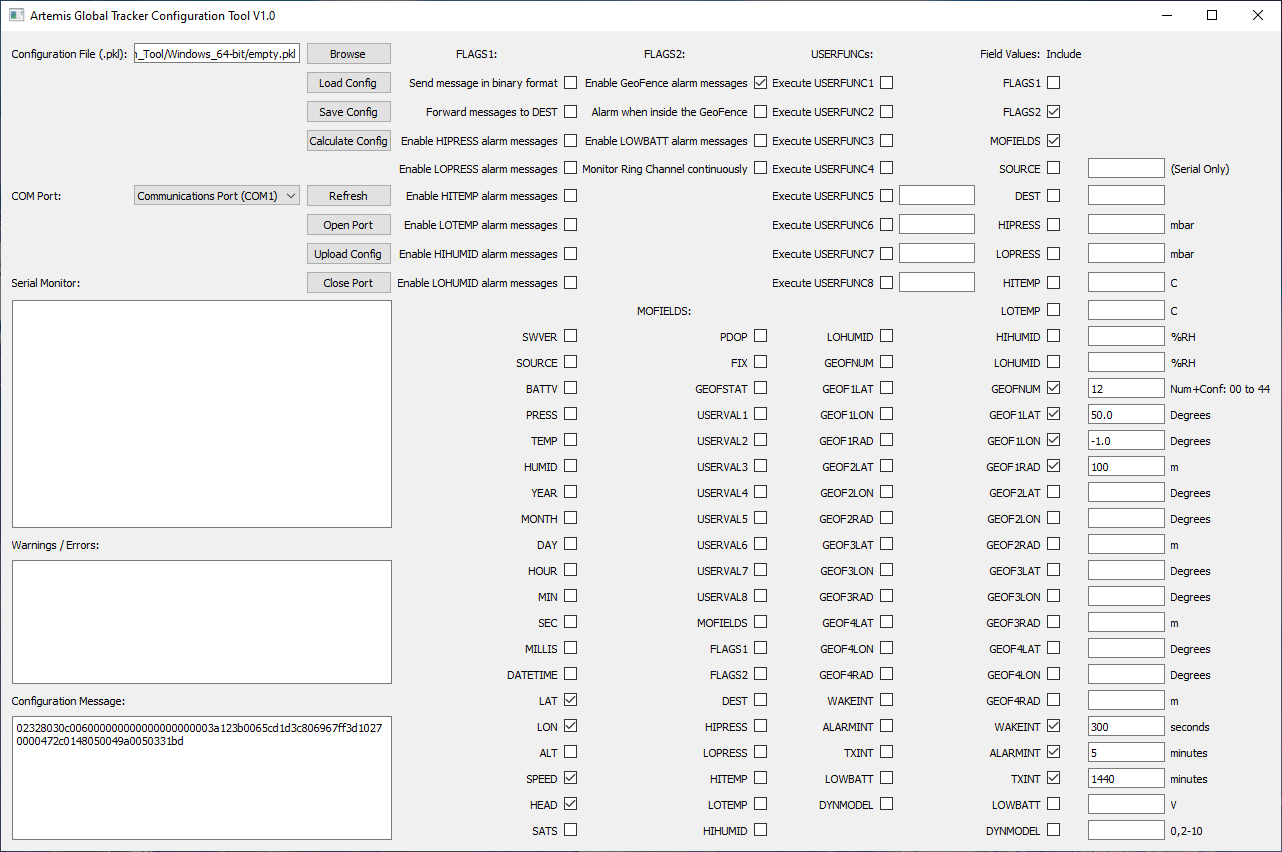 Artemis Global Tracker Configuration Tool V1.0
Configuration File (.pkl): n_Tool/Windows_64-bit/empty.pkl Browse FLAGS1: FLAGS2: USERFUNCs: Field Values: Include
Load Config Send message in binary format Enable GeoFence alarm messages Execute USERFUNC1 FLAGS1
Save Config Forward messages to DEST Alarm when inside the GeoFence Execute USERFUNC2 FLAGS2
Calculate Config Enable HIPRESS alarm messages Enable LOWBATT alarm messages Execute USERFUNC3 MOFIELDS
Enable LOPRESS alarm messages Monitor Ring Channel continuously Execute USERFUNC4 SOURCE (Serial Only)
COM Port: Communications Port (COM1) Refresh Enable HITEMP alarm messages Execute USERFUNC5 DEST
Open Port Enable LOTEMP alarm messages Execute USERFUNC6 HIPRESS mbar
Upload Config Enable HIHUMID alarm messages Execute USERFUNC7 LOPRESS mbar
Serial Monitor: Close Port Enable LOHUMID alarm messages Execute USERFUNC8 HITEMP C
MOFIELDS: LOTEMP C
SWVER PDOP LOHUMID HIHUMID %RH
SOURCE FIX GEOFNUM LOHUMID %RH
BATTV GEOFSTAT GEOF1LAT GEOFNUM 12 Num+Conf: 00 to 44
PRESS USERVAL1 GEOF1LON GEOF1LAT 50.0 Degrees
TEMP USERVAL2 GEOF1RAD GEOF1LON -1.0 Degrees
HUMID USERVAL3 GEOF2LAT GEOF1RAD 100 m
YEAR USERVAL4 GEOF2LON GEOF2LAT Degrees
MONTH USERVAL5 GEOF2RAD GEOF2LON Degrees
Warnings / Errors: DAY USERVAL6 GEOF3LAT GEOF2RAD m
HOUR USERVAL7 GEOF3LON GEOF3LAT Degrees
MIN USERVAL8 GEOF3RAD GEOF3LON Degrees
SEC MOFIELDS GEOF4LAT GEOF3RAD m
MILLIS FLAGS1 GEOF4LON GEOF4LAT Degrees
DATETIME FLAGS2 GEOF4RAD GEOF4LON Degrees
Configuration Message: LAT DEST WAKEINT GEOF4RAD m
02328030c00600000000000000000003a123b0065cd1d3c806967ff3d1027 LON HIPRESS ALARMINT WAKEINT 300 seconds
0000472c0148050049a0050331bd ALT LOPRESS TXINT ALARMINT 5 minutes
SPEED HITEMP LOWBATT TXINT 1440 minutes
HEAD LOTEMP DYNMODEL LOWBATT V
SATS HIHUMID DYNMODEL 0,2-10